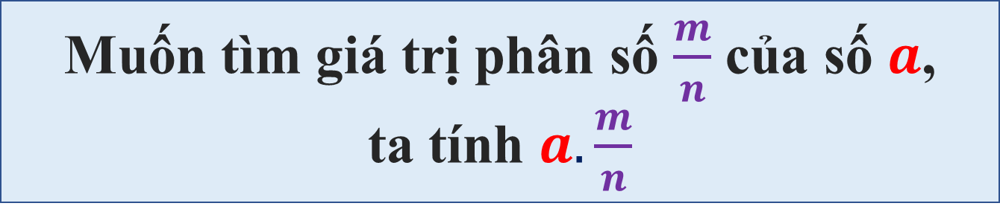 Muốn tìm giá trị phân số m/n của số a,
ta tính a. m/n